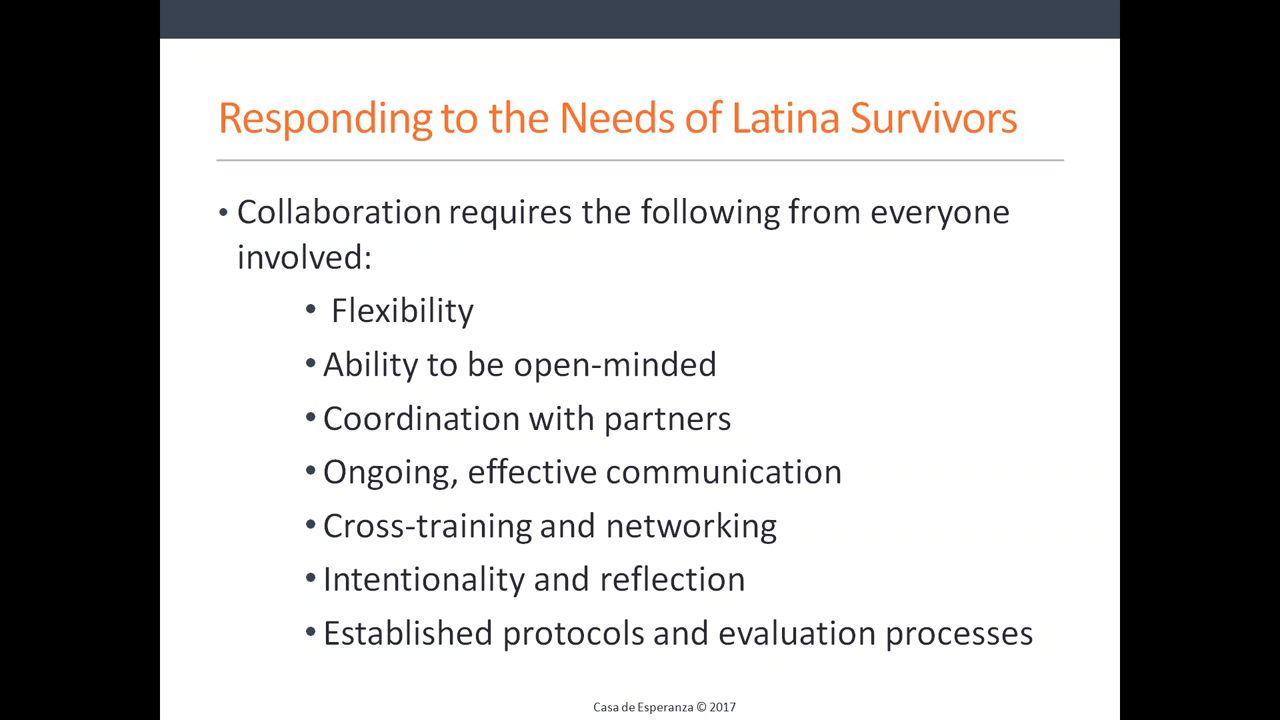 Responding to the Needs of Latina Survivors
• Collaboration requires the following from everyone
involved:
• Flexibility
• Ability to be open-minded
• Coordination with partners
• Ongoing, effective communication
• Cross-training and networking
• Intentionality and reflection
• Established protocols and evaluation processes
Casa de Esperanza © 2017